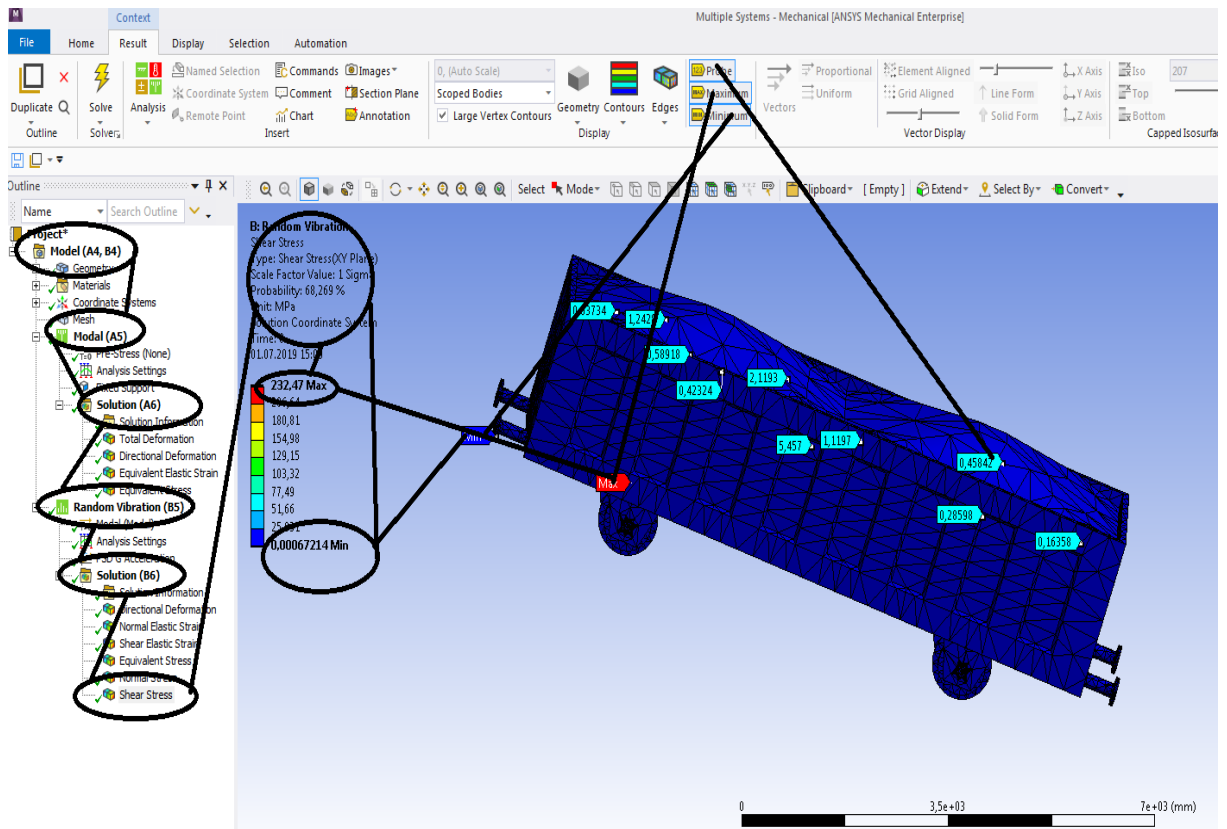 Context
Multiple Systems - Mechanical [ANSYS Mechanical Enterprise]
File Home Result Display Selection Automation
Duplicate
Outline
Solve
Solver
Analysis
Named Selection
Coordinate System
Remote Point
Commands
Comment
Chart
Images
Section Plane
Annotation
Insert
0, (Auto Scale)
Scoped Bodies
Large Vertex Contours
Geometry Contours Edges
Display
Probe
Maximum
Minimum
Vectors
Proportional
Uniform
Element Aligned
Grid Aligned
Line Form
Solid Form
X Axis
Y Axis
Z Axis
Vector Display
Iso 207
Top
Bottom
Capped Isosurfa
Outline
Name Search Outline
Select Mode Clipboard [ Empty ] Extend Select By Convert
Project*
Model (A4, B4)
Geometry
Materials
Coordinate Systems
Mesh
Modal (A5)
Pre-Stress (None)
Analysis Settings
Fixed Support
Solution (A6)
Solution Information
Total Deformation
Directional Deformation
Equivalent Elastic Strain
Equivalent Stress
Random Vibration (B5)
Modal (Modal)
Analysis Settings
PSD G Acceleration
Solution (B6)
Solution Information
Directional Deformation
Normal Elastic Strain
Shear Elastic Strain
Equivalent Stress
Normal Stress
Shear Stress
B: Random Vibration
Shear Stress
Type: Shear Stress(XY Plane)
Scale Factor Value: 1 Sigma
Probability: 68,269 %
Unit: MPa
Solution Coordinate System
Time:
01.07.2019
232,47 Max
206,64
180,81
154,98
129,15
103,32
77,49
51,66
25,831
0,00067214 Min
1,242
0,58918
0,42324
2,1193
5,457
1,1197
0,45842
0,28598
0,16358
Min
Max
0 3,5e+03 7e+03 (mm)